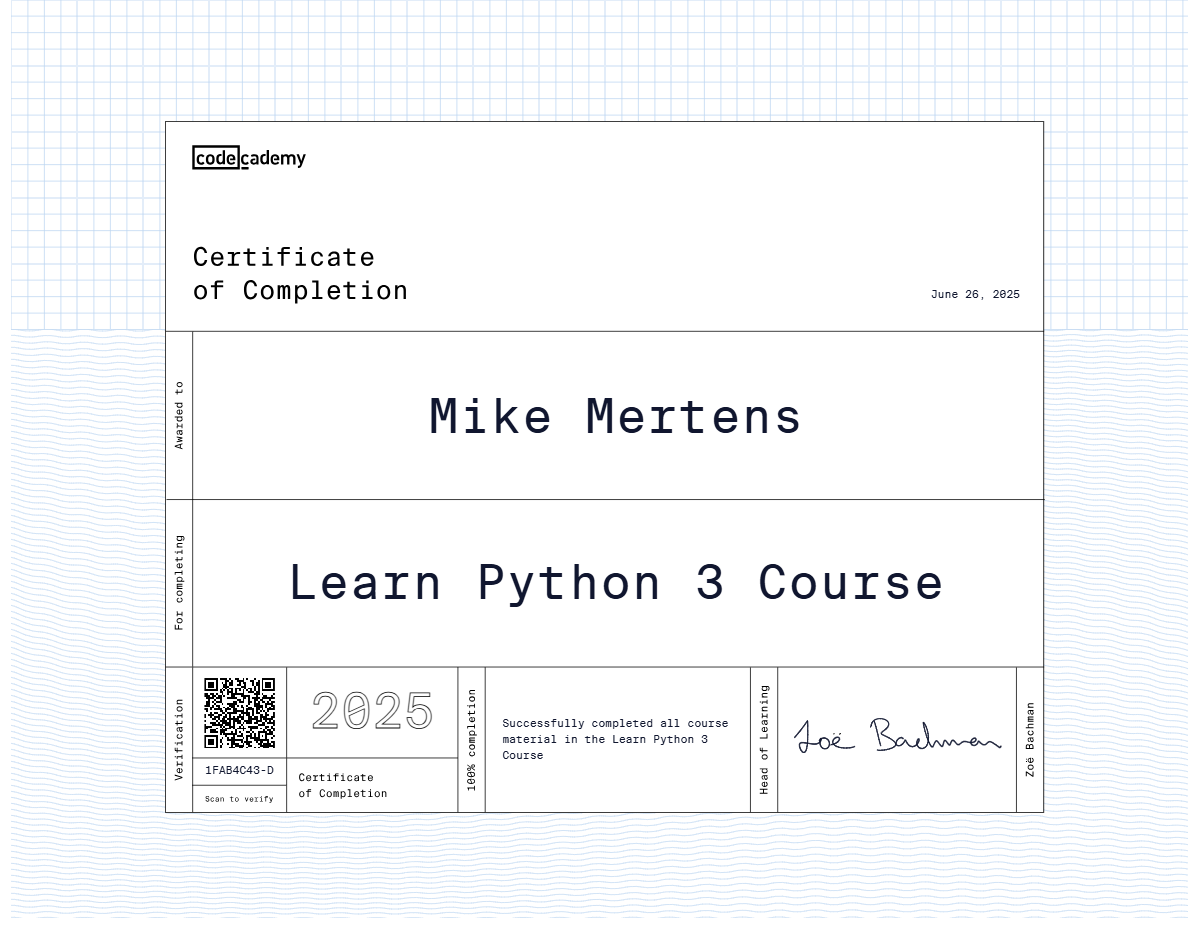 codecademy
Certificate
of Completion
June 26, 2025
Awarded to
Mike Mertens
For completing
Learn Python 3 Course
Verification
1FAB4C43-D
Scan to verify
2025
Certificate
of Completion
100% completion
Successfully completed all course
material in the Learn Python 3
Course
Head of Learning
Zoë Bachman
Zoë Bachman